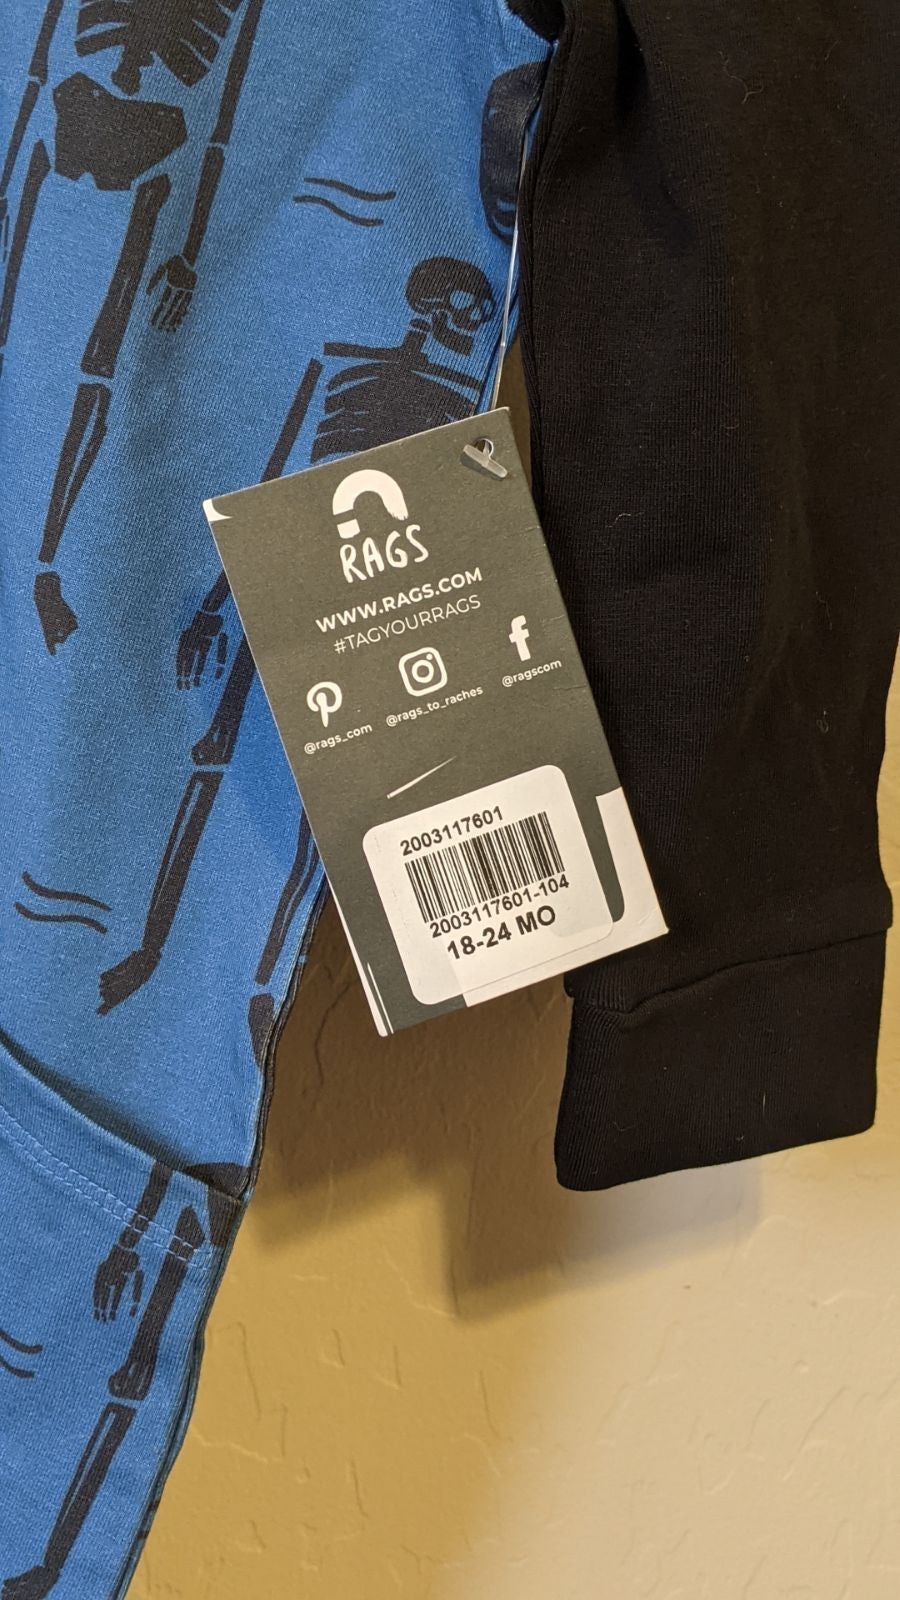 RAGS
WWW.RAGS.COM
#TAGYOURRAGS
@rags_com @rags_to_raches @ragscom
2003117601
2003117601-104
18-24 MO